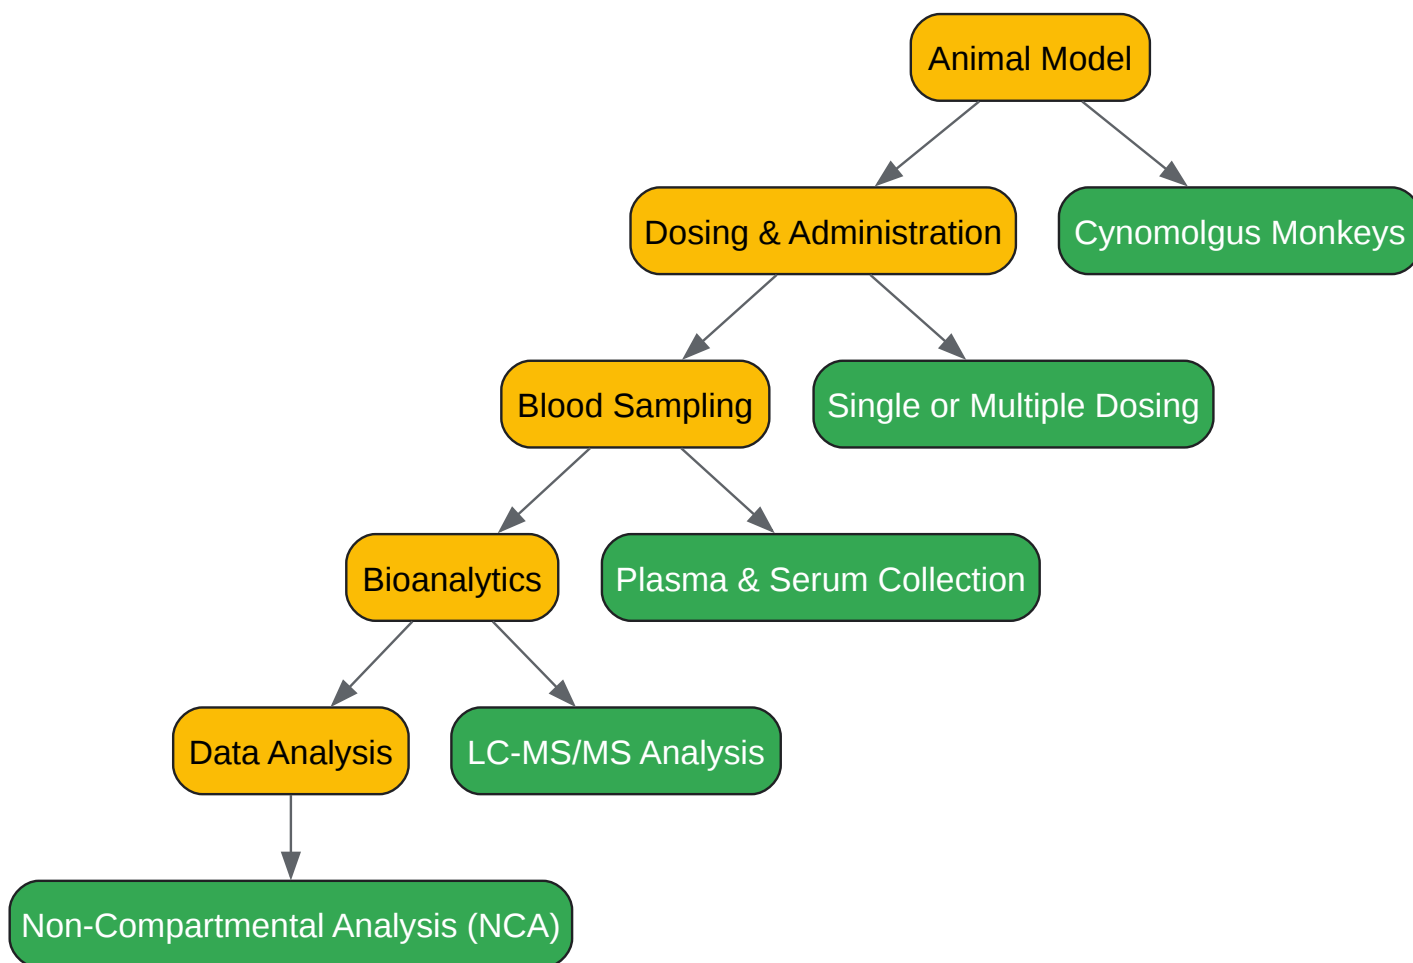 Animal Model
Dosing & Administration
Cynomolgus Monkeys
Blood Sampling
Single or Multiple Dosing
Bioanalytics
Plasma & Serum Collection
Data Analysis
LC-MS/MS Analysis
Non-Compartmental Analysis (NCA)